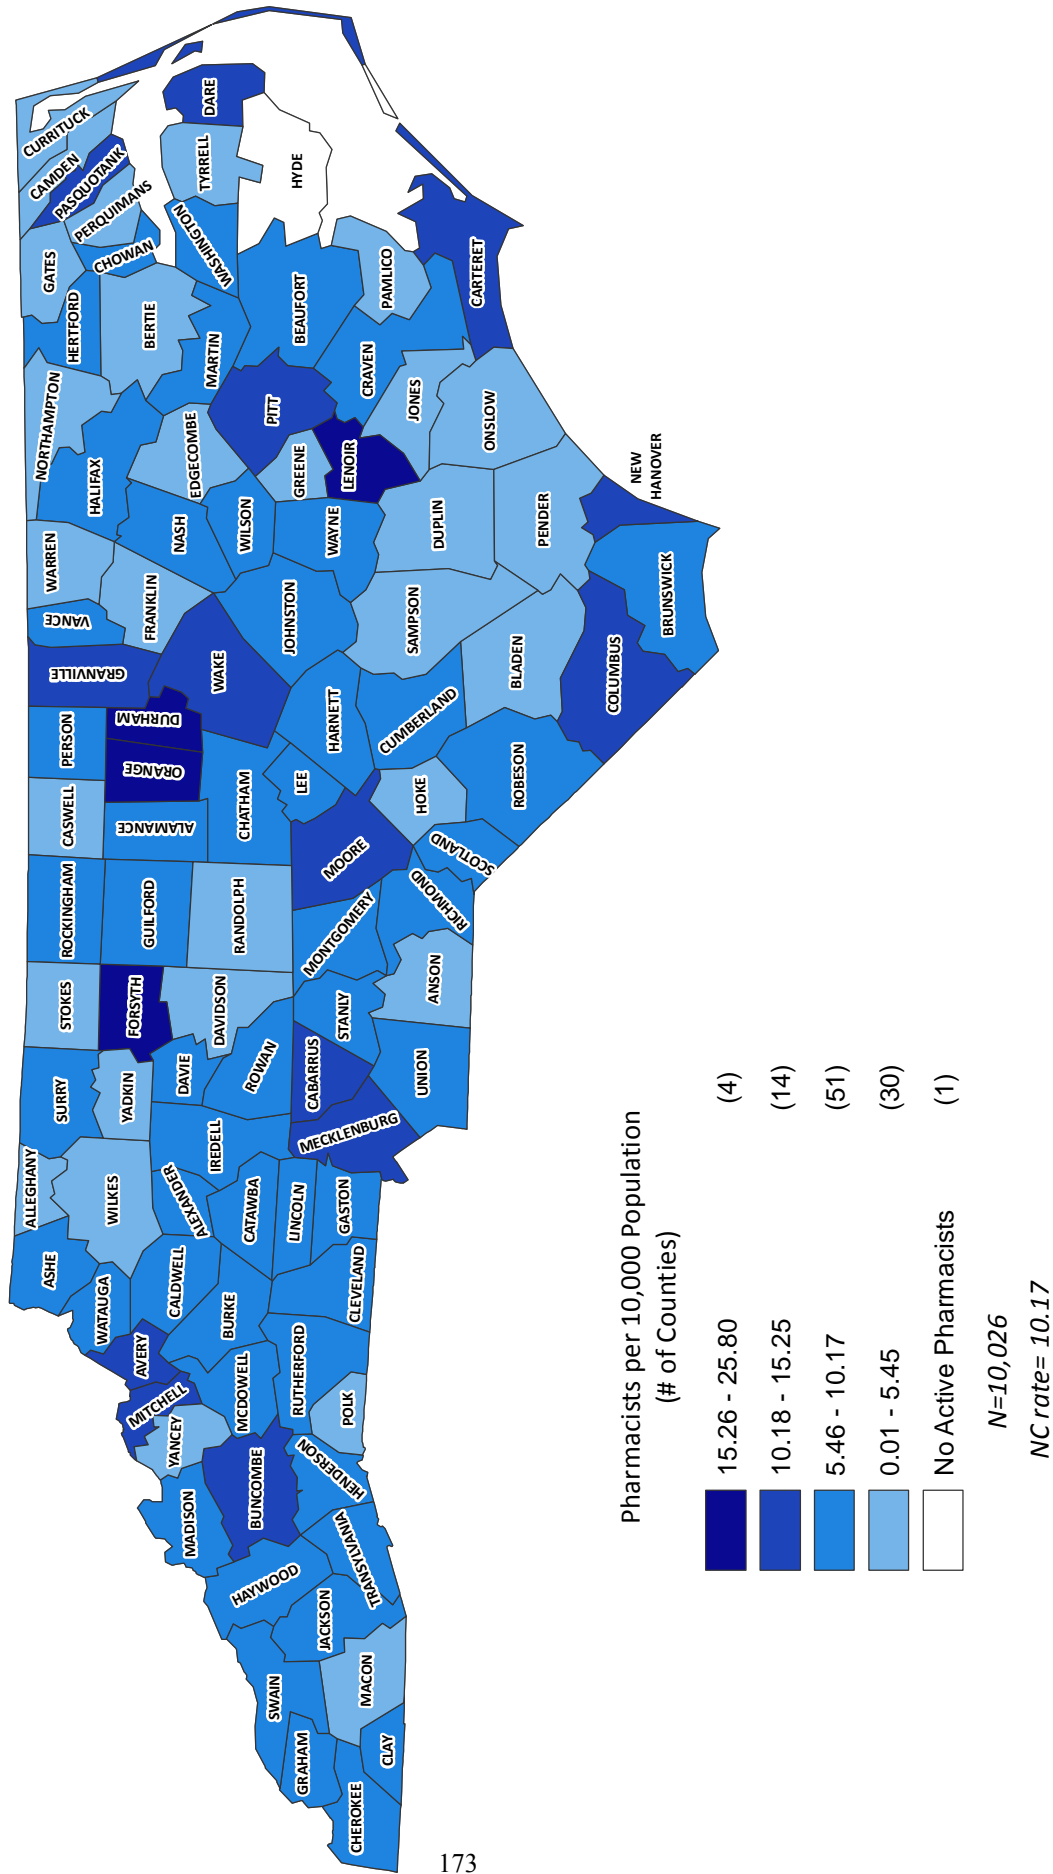 CHEROKEE
GRAHAM
CLAY
SWAIN
MACON
JACKSON
HAYWOOD
TRANSYLVANIA
MADISON
BUNCOMBE
HENDERSON
YANCEY
MITCHELL
AVERY
MCDOWELL
RUTHERFORD
POLK
ASHE
WATAUGA
CALDWELL
BURKE
CLEVELAND
ALLEGHANY
WILKES
ALEXANDER
CATAWBA
LINCOLN
GASTON
SURRY
YADKIN
IREDELL
DAVIE
ROWAN
CABARRUS
MECKLENBURG
UNION
STOKES
FORSYTH
DAVIDSON
STANLY
ANSON
ROCKINGHAM
GUILFORD
RANDOLPH
MONTGOMERY
RICHMOND
CASWELL
ALAMANCE
CHATHAM
MOORE
SCOTLAND
HOKE
PERSON
ORANGE
DURHAM
LEE
HARNETT
CUMBERLAND
ROBESON
GRANVILLE
VANCE
WAKE
WARREN
FRANKLIN
JOHNSTON
SAMPSON
BLADEN
COLUMBUS
BRUNSWICK
NORTHAMPTON
HALIFAX
NASH
WILSON
WAYNE
DUPLIN
PENDER
NEW
HANOVER
EDGECOMBE
GREENE
LENOIR
PITT
JONES
ONSLOW
HERTFORD
GATES
BERTIE
MARTIN
BEAUFORT
CRAVEN
PAMLICO
CARTERET
CURRITUCK
CAMDEN
PASQUOTANK
PERQUIMANS
CHOWAN
WASHINGTON
TYRRELL
DARE
HYDE
Pharmacists per 10,000 Population
(# of Counties)
15.26 - 25.80 (4)
10.18 - 15.25 (14)
5.46 - 10.17 (51)
0.01 - 5.45 (30)
No Active Pharmacists (1)
N=10,026
NC rate= 10.17
173